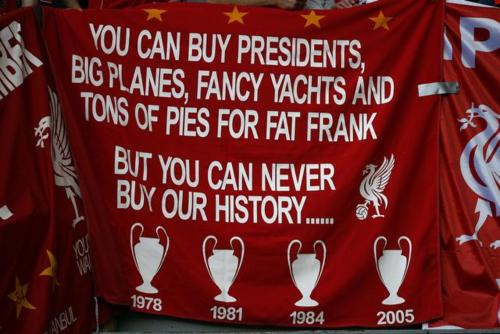 YOU CAN BUY PRESIDENTS,
BIG PLANES, FANCY YACHTS AND
TONS OF PIES FOR FAT FRANK
BUT YOU CAN NEVER
BUY OUR HISTORY......
1978
1981
1984
2005